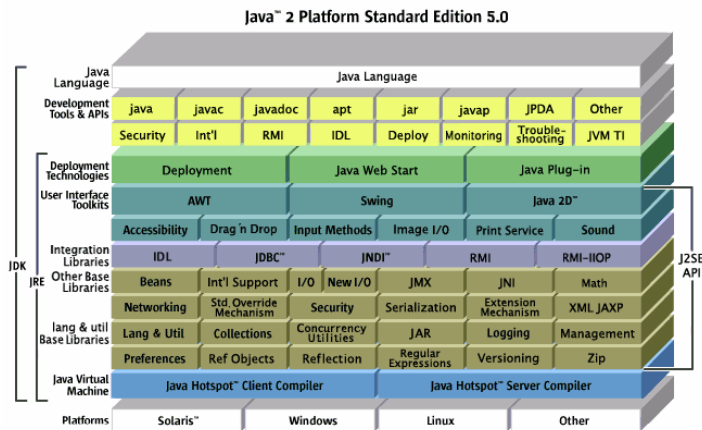 Java™ 2 Platform Standard Edition 5.0
Java Language
Java Language
Development Tools & APIs
java javac javadoc apt jar javap JPDA Other
Security Int'l RMI IDL Deploy Monitoring Trouble-shooting JVM TI
Deployment Technologies
Deployment Java Web Start Java Plug-in
User Interface Toolkits
AWT Swing Java 2D™
Accessibility Drag 'n Drop Input Methods Image I/O Print Service Sound
Integration Libraries
IDL JDBC™ JNDI™ RMI RMI-IIOP
Other Base Libraries
Beans Int'l Support I/O New I/O JMX JNI Math
Networking Std. Override Mechanism Security Serialization Extension Mechanism XML JAXP
lang & util Base Libraries
Lang & Util Collections Concurrency Utilities JAR Logging Management
Preferences Ref Objects Reflection Regular Expressions Versioning Zip
Java Virtual Machine
Java Hotspot™ Client Compiler Java Hotspot™ Server Compiler
Platforms
Solaris™ Windows Linux Other
JDK
JRE
J2SE API